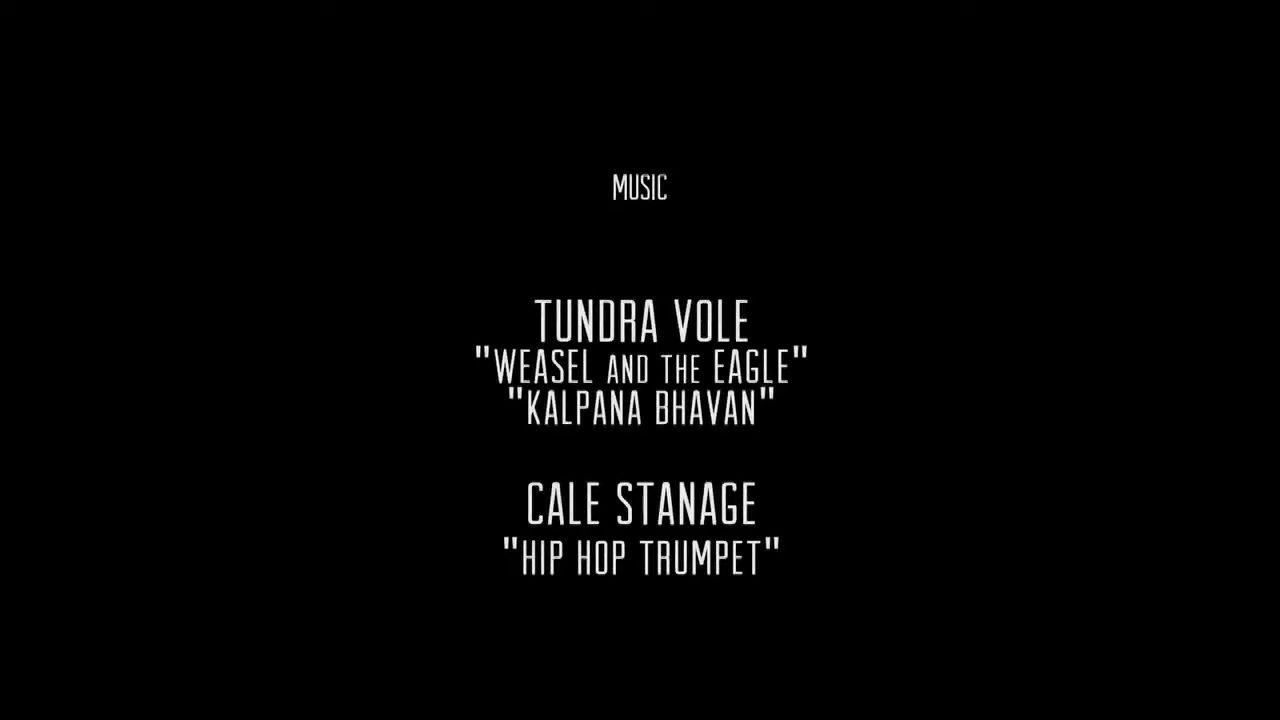 MUSIC
TUNDRA VOLE
"WEASEL AND THE EAGLE"
"KALPANA BHAVAN"
CALE STANAGE
"HIP HOP TRUMPET"